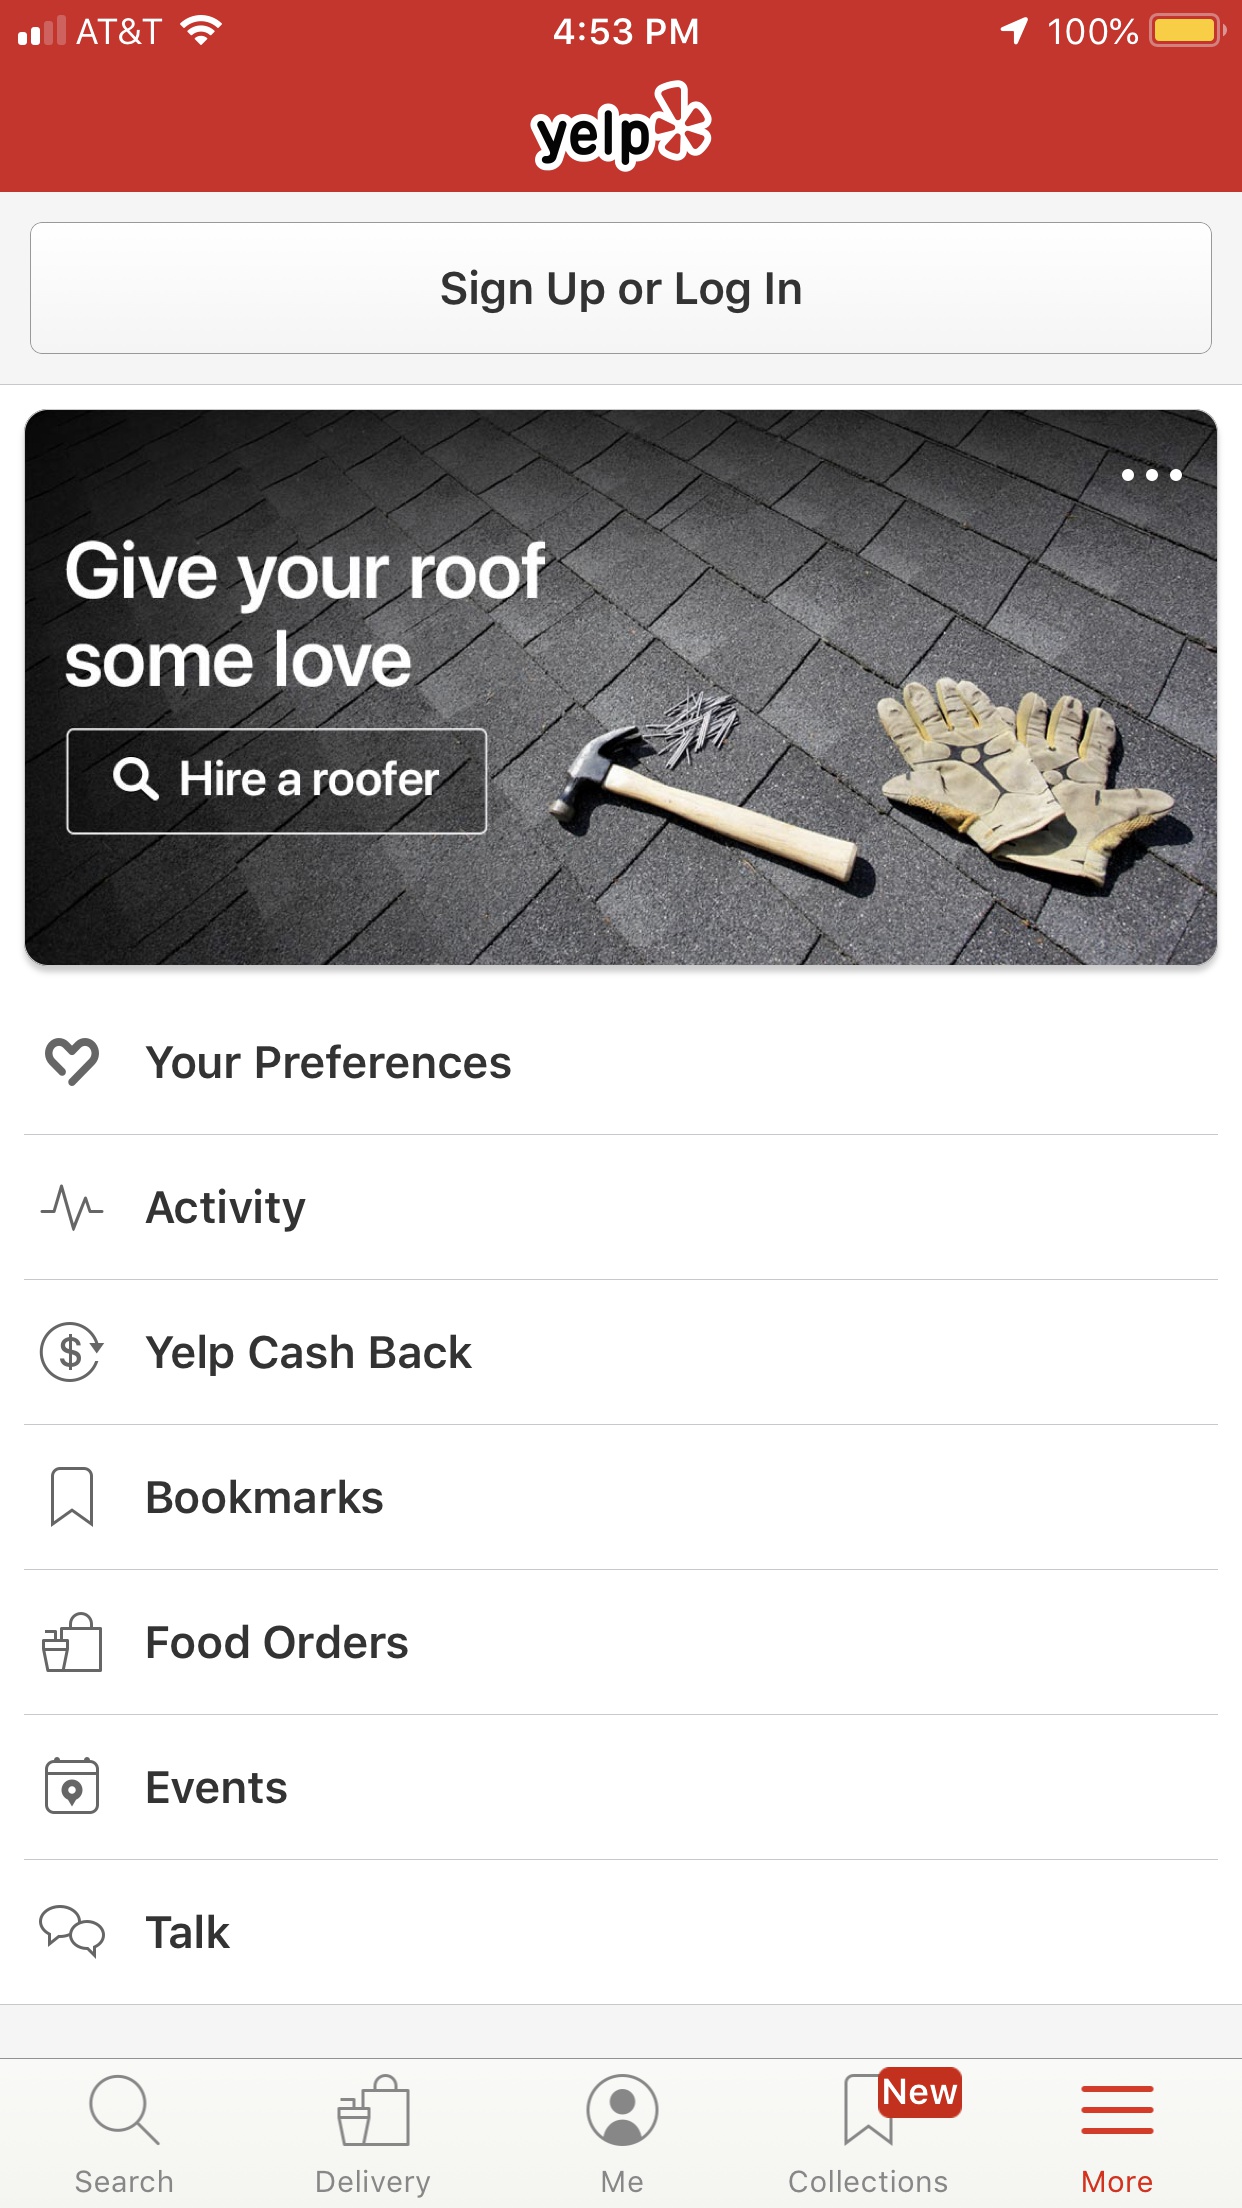 AT&T 4:53 PM 100%
yelp
Sign Up or Log In
Give your roof
some love
Hire a roofer
Your Preferences
Activity
$ Yelp Cash Back
Bookmarks
Food Orders
Events
Talk
New
Search Delivery Me Collections More